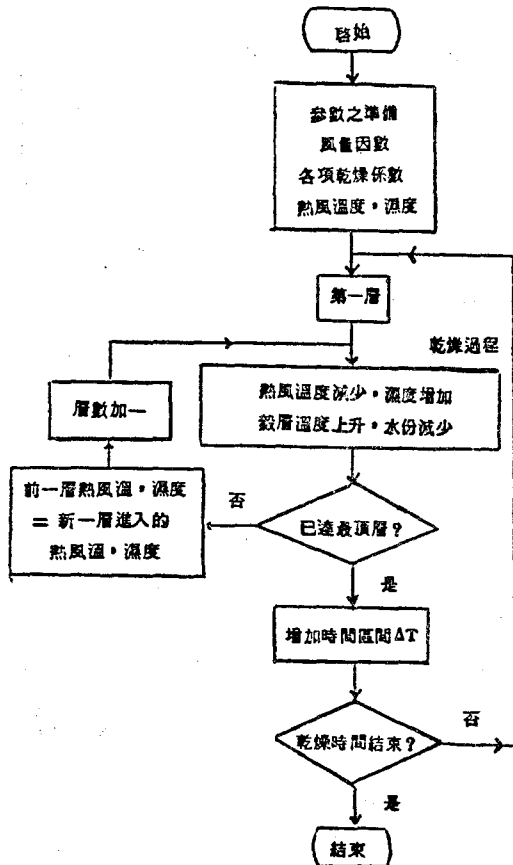 啓始
參數之準備
風量因數
各項乾燥係數
熱風溫度，濕度
第一層
乾燥過程
熱風溫度減少，濕度增加
穀層溫度上升，水份減少
層數加一
前一層熱風溫，濕度
= 新一層進入的
熱風溫，濕度
否
已達最頂層？
是
增加時間區間ΔT
乾燥時間結束？
否
是
結束